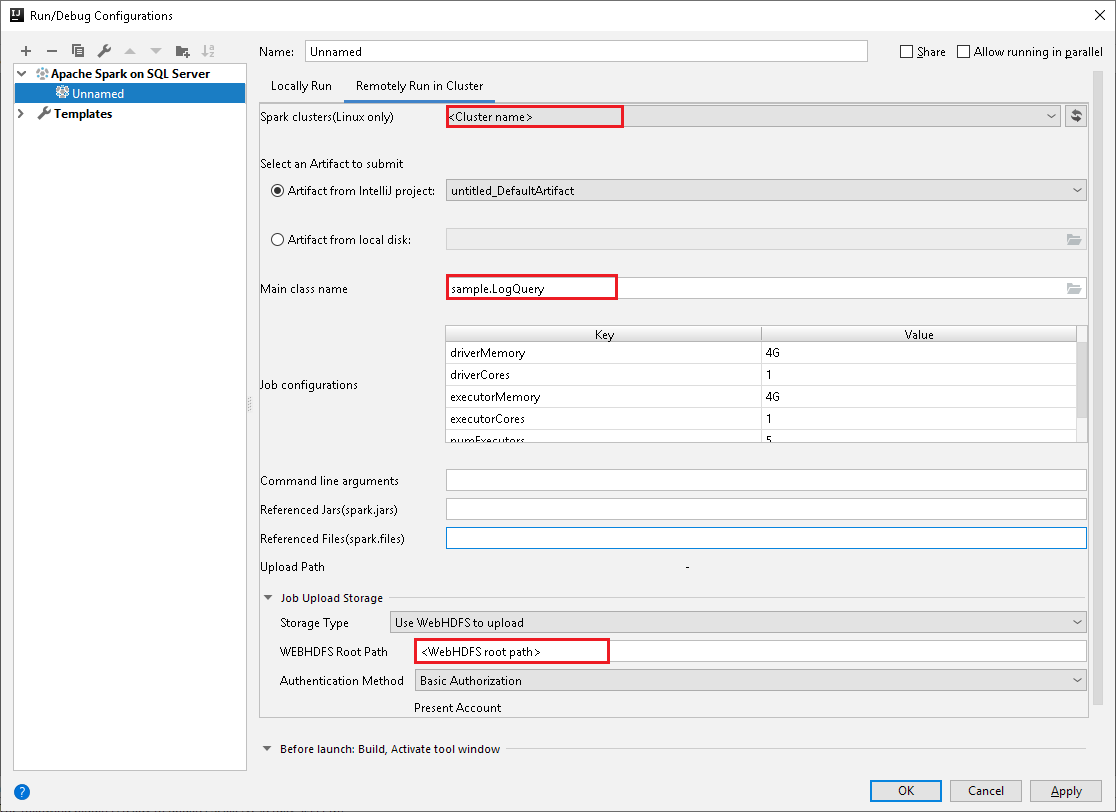 Run/Debug Configurations
Name: Unnamed Share Allow running in parallel
Apache Spark on SQL Server
Unnamed
Templates
Locally Run Remotely Run in Cluster
Spark clusters(Linux only) <Cluster name>
Select an Artifact to submit
Artifact from IntelliJ project: untitled_DefaultArtifact
Artifact from local disk:
Main class name sample.LogQuery
Job configurations
Key Value
driverMemory 4G
driverCores 1
executorMemory 4G
executorCores 1
numExecutors 5
Command line arguments
Referenced Jars(spark.jars)
Referenced Files(spark.files)
Upload Path -
Job Upload Storage
Storage Type Use WebHDFS to upload
WEBHDFS Root Path <WebHDFS root path>
Authentication Method Basic Authorization
Present Account
Before launch: Build, Activate tool window
? OK Cancel Apply